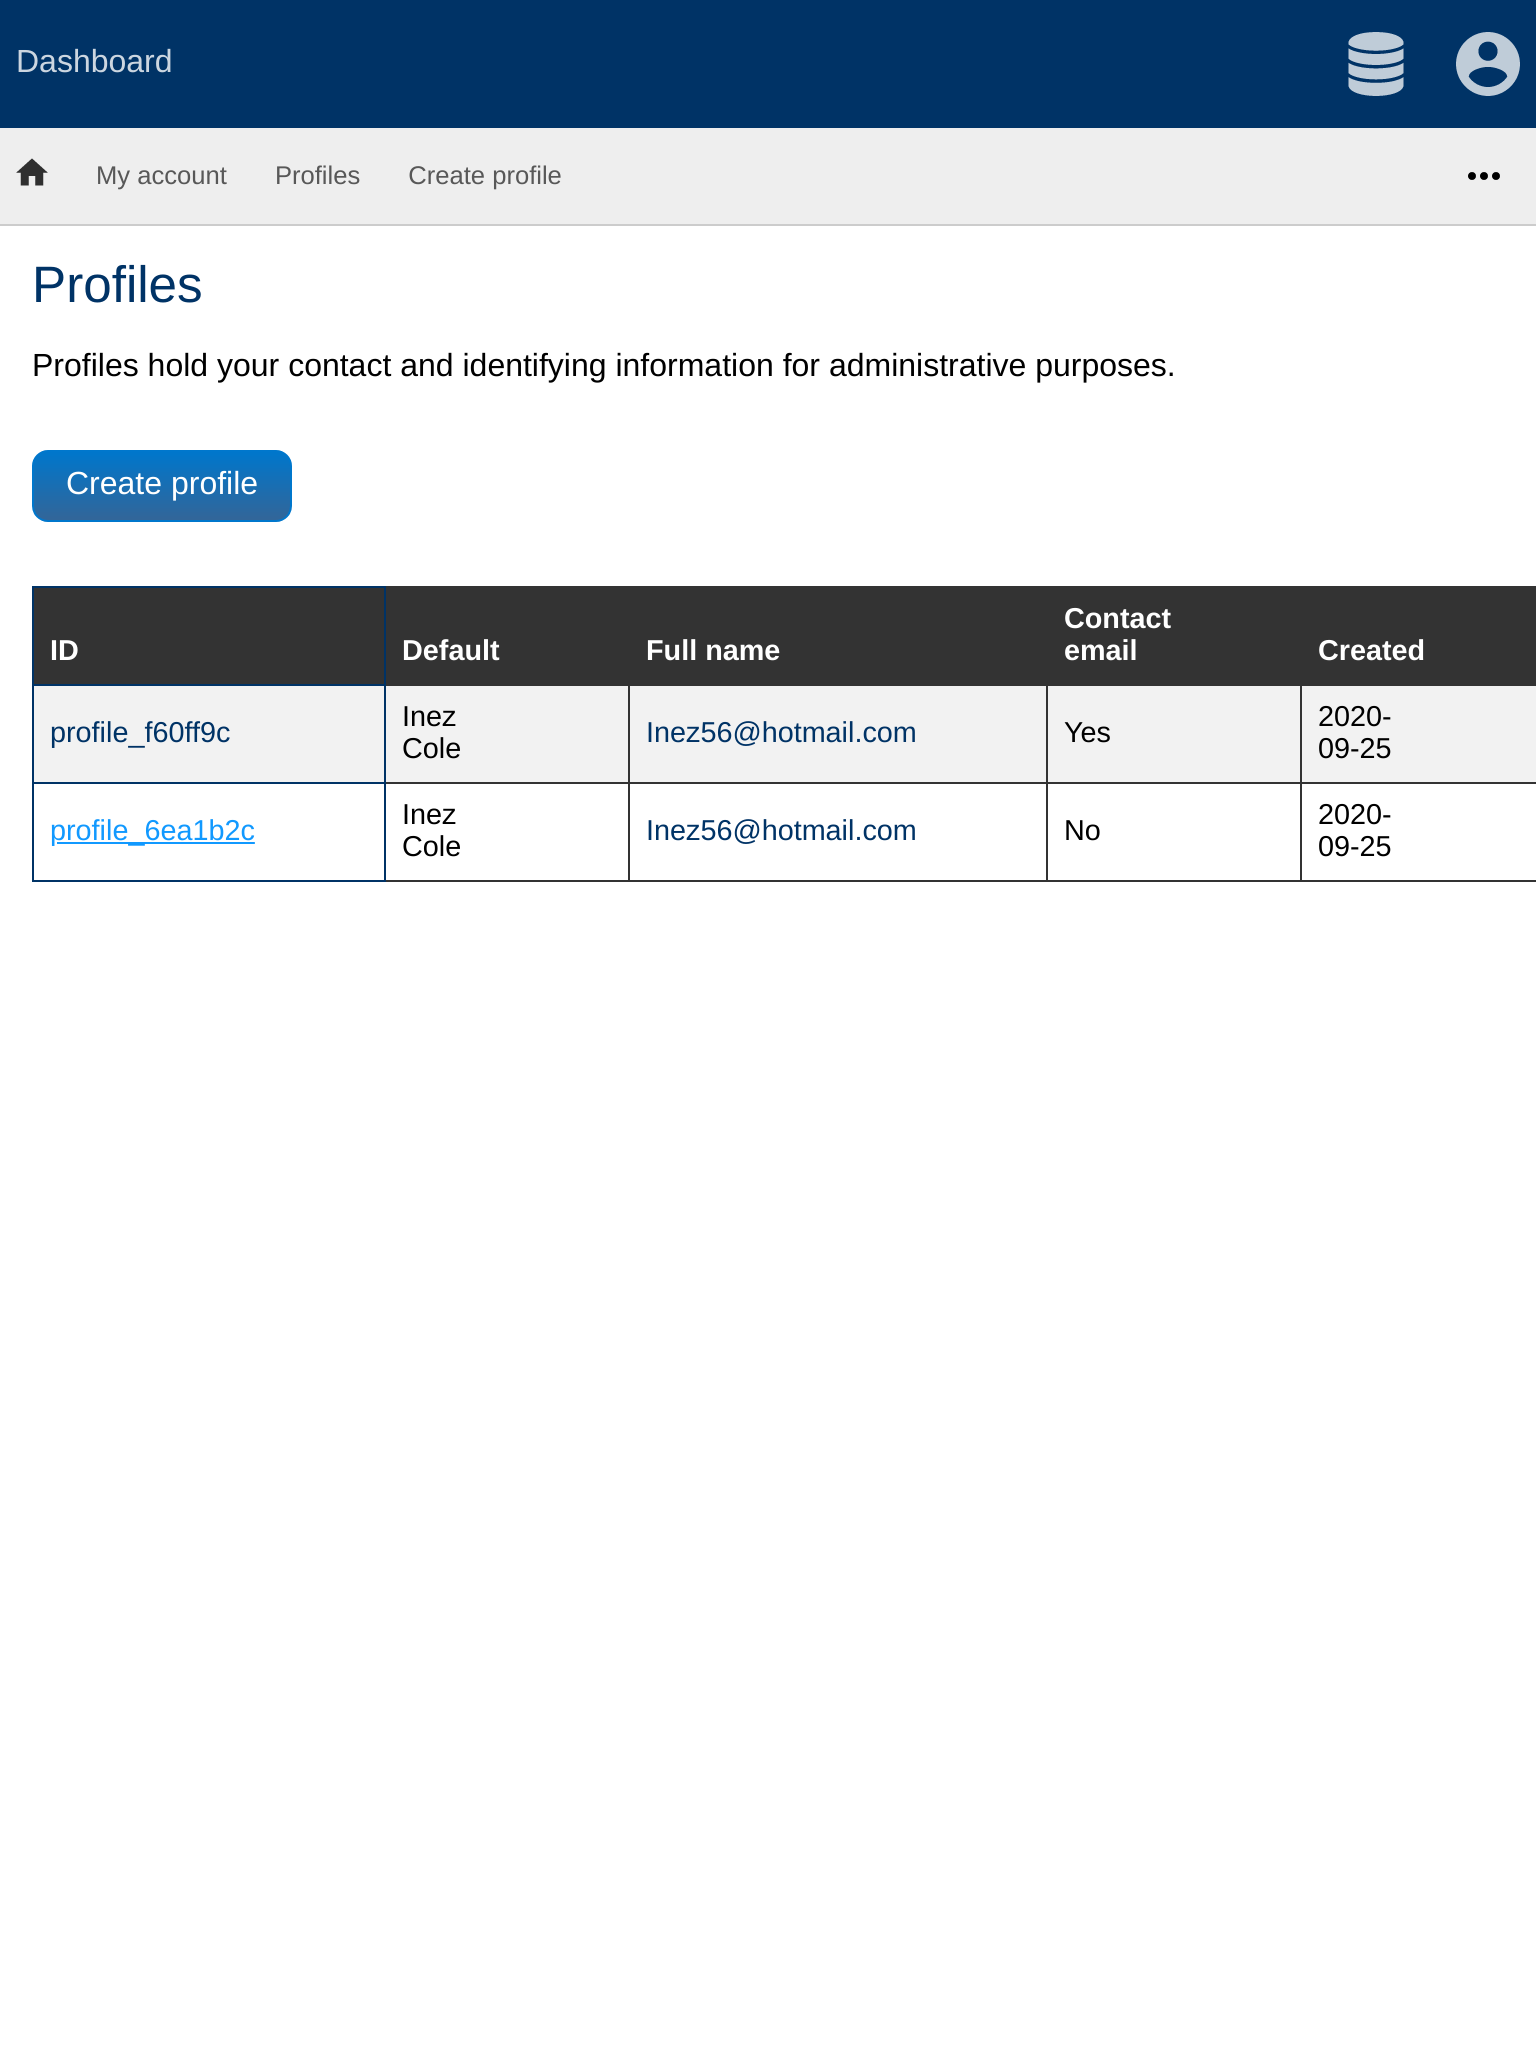 Dashboard
My account Profiles Create profile
Profiles
Profiles hold your contact and identifying information for administrative purposes.
Create profile
ID Default Full name Contact email Created
profile_f60ff9c Inez Cole Inez56@hotmail.com Yes 2020-09-25
profile_6ea1b2c Inez Cole Inez56@hotmail.com No 2020-09-25